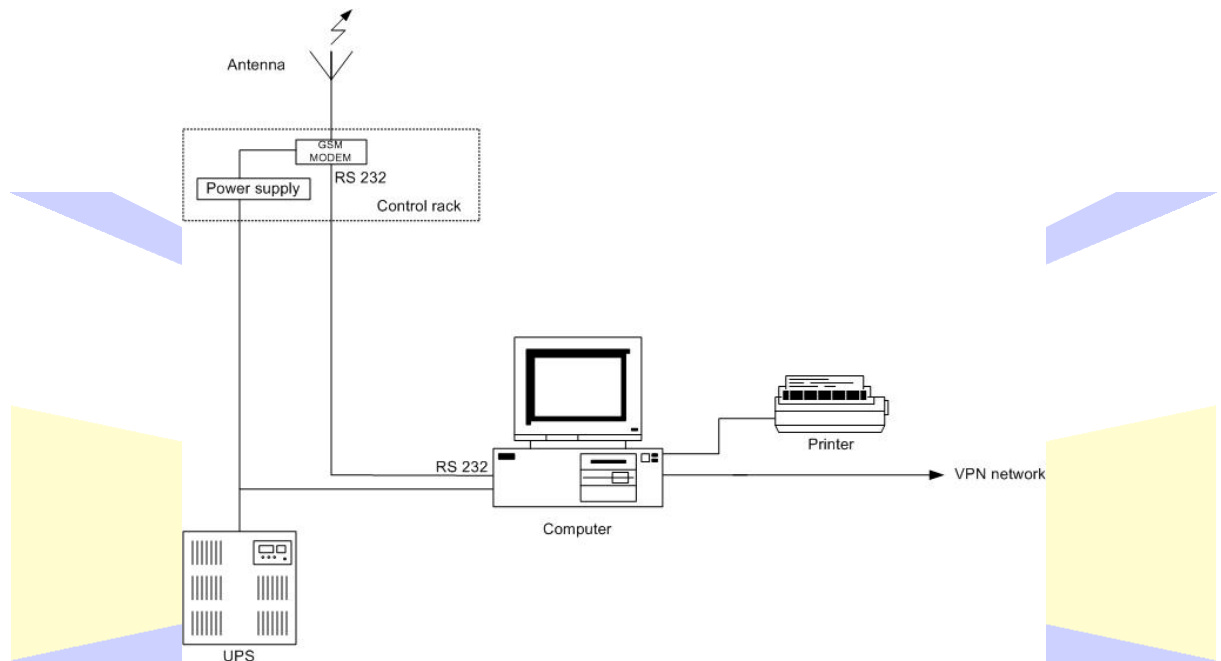 Antenna
GSM
MODEM
RS 232
Power supply
Control rack
Printer
RS 232
VPN network
Computer
UPS